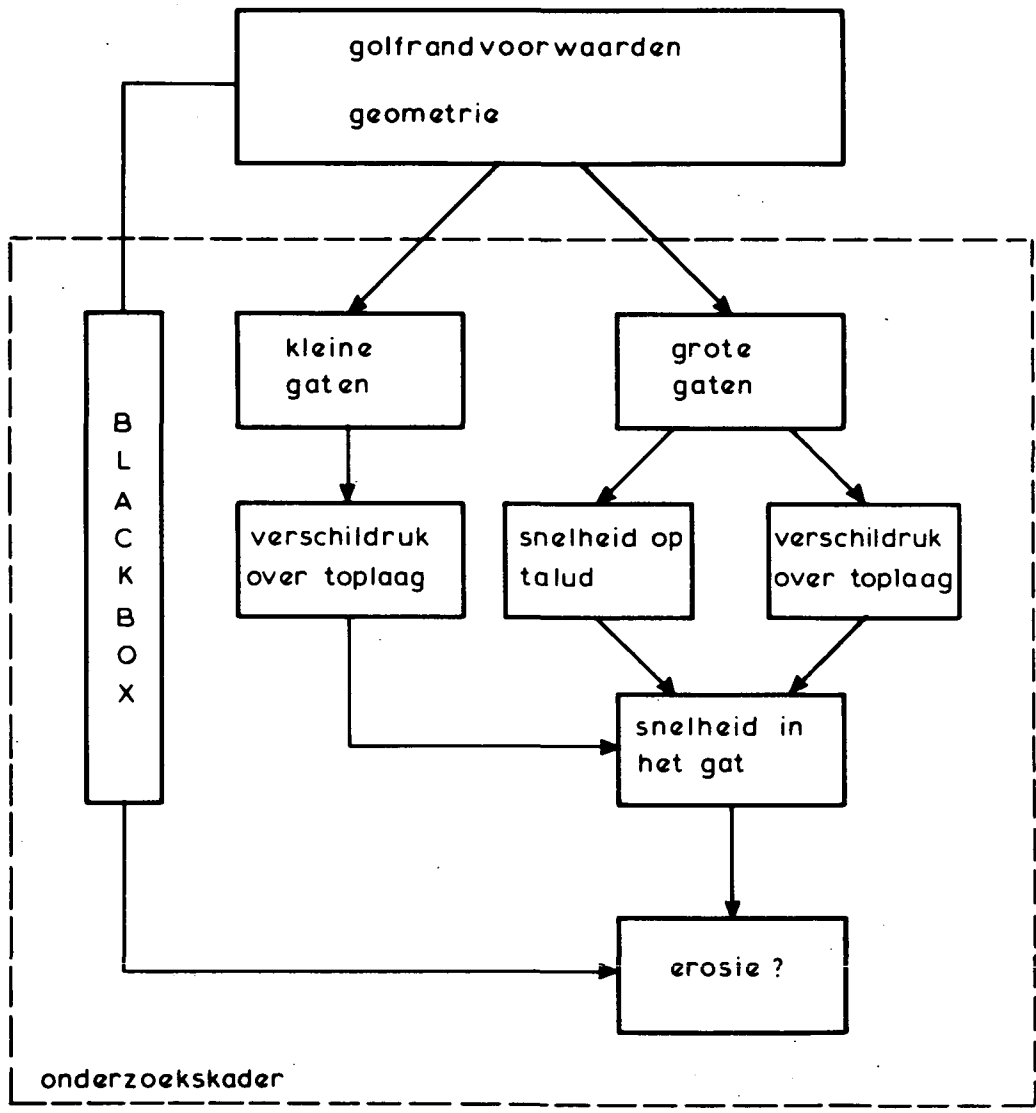 golfrandvoorwaarden
geometrie
kleine
gaten
grote
gaten
BLACKBOX
verschildruk
over toplaag
snelheid op
talud
verschildruk
over toplaag
snelheid in
het gat
erosie ?
onderzoekskader